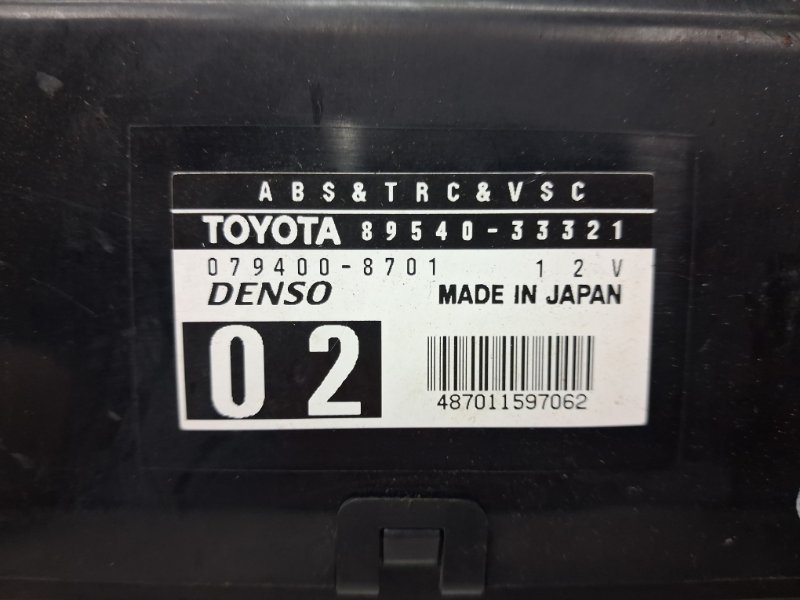 ABS&TRC&VSC
TOYOTA 89540-33321
079400-8701 12V
DENSO MADE IN JAPAN
02
487011597062